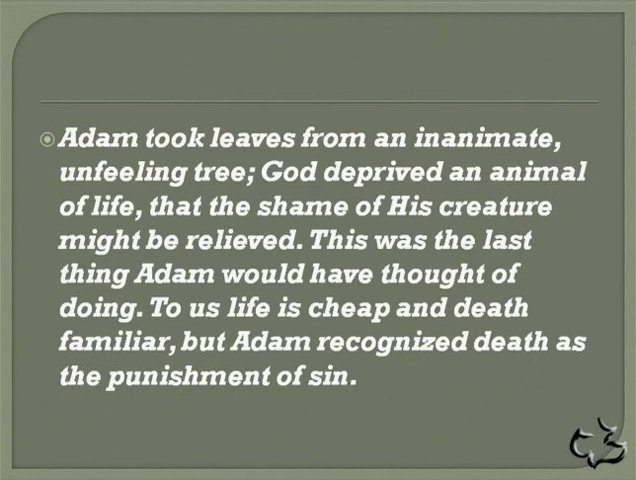 Adam took leaves from an inanimate,
unfeeling tree; God deprived an animal
of life, that the shame of His creature
might be relieved. This was the last
thing Adam would have thought of
doing. To us life is cheap and death
familiar, but Adam recognized death as
the punishment of sin.